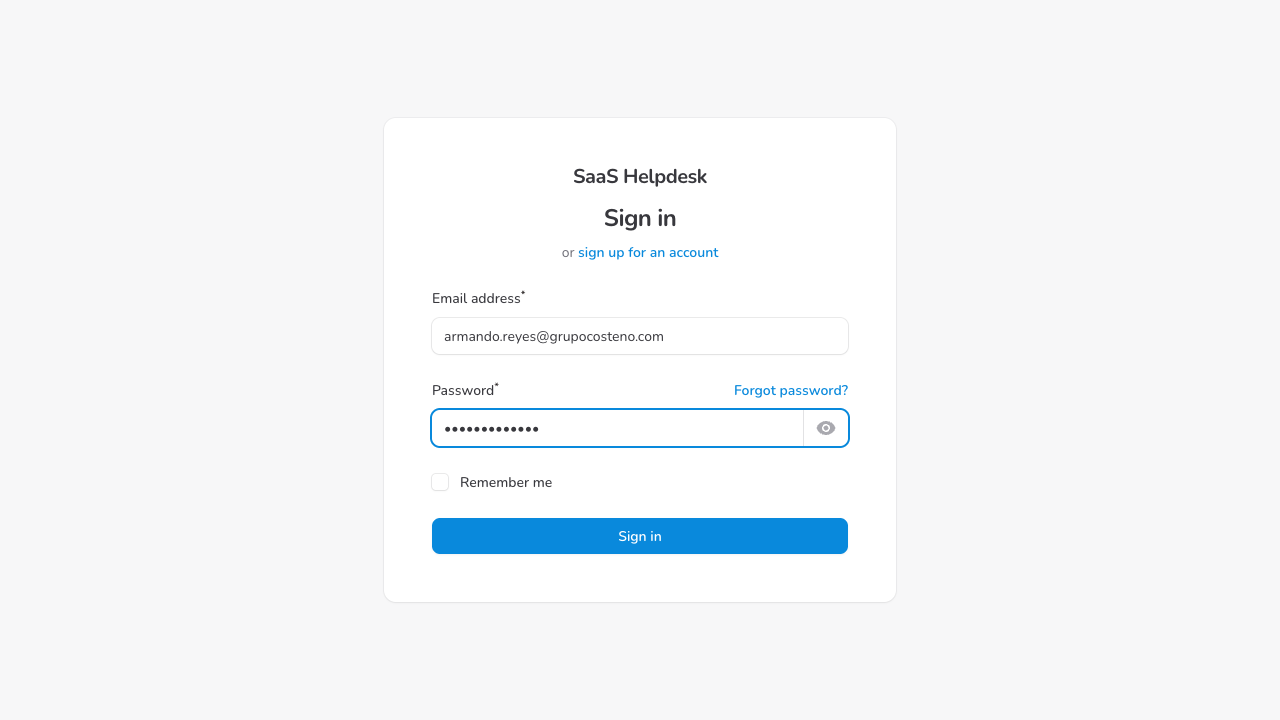 SaaS Helpdesk
Sign in
or sign up for an account
Email address*
armando.reyes@grupocosteno.com
Password* Forgot password?
•••••••••••••
Remember me
Sign in